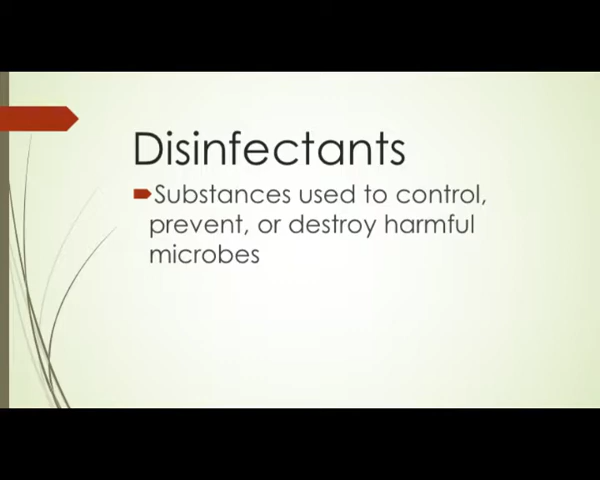 Disinfectants
Substances used to control,
prevent, or destroy harmful
microbes